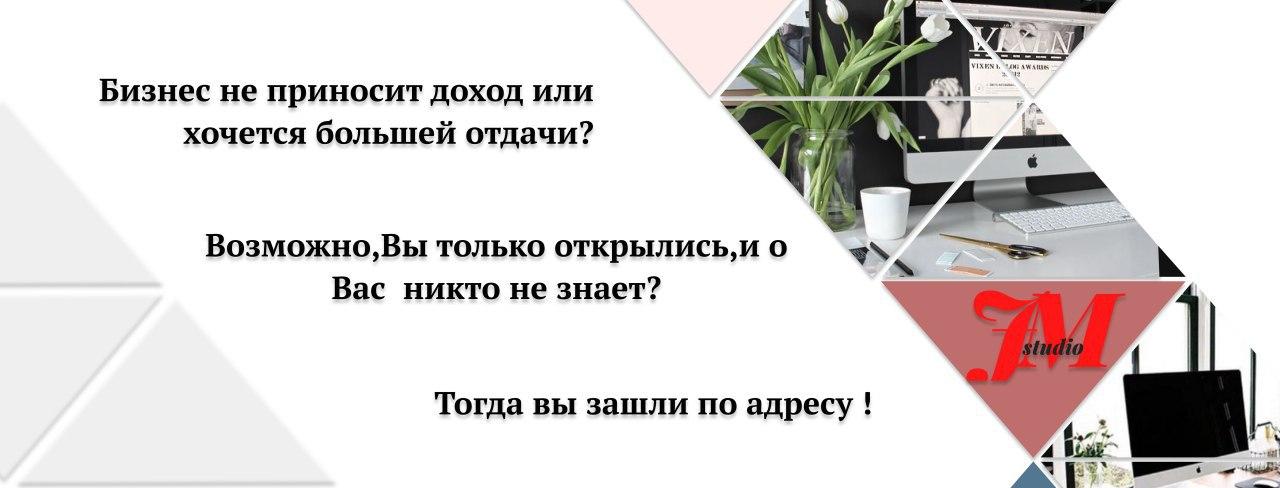 Бизнес не приносит доход или
хочется большей отдачи?
Возможно,Вы только открылись,и о
Вас  никто не знает?
Тогда вы зашли по адресу !
JM
studio
VIXEN